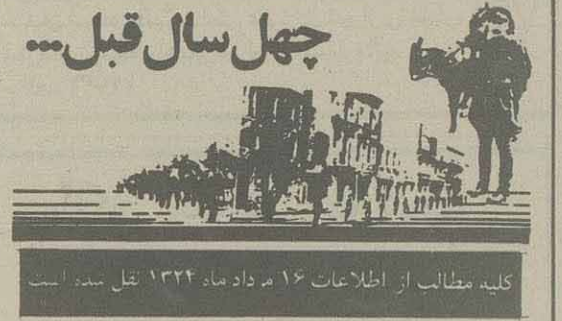 چهل سال قبل...
کلیه مطالب از اطلاعات ۱۶ مرداد ماه ۱۳۲۴ نقل شده است